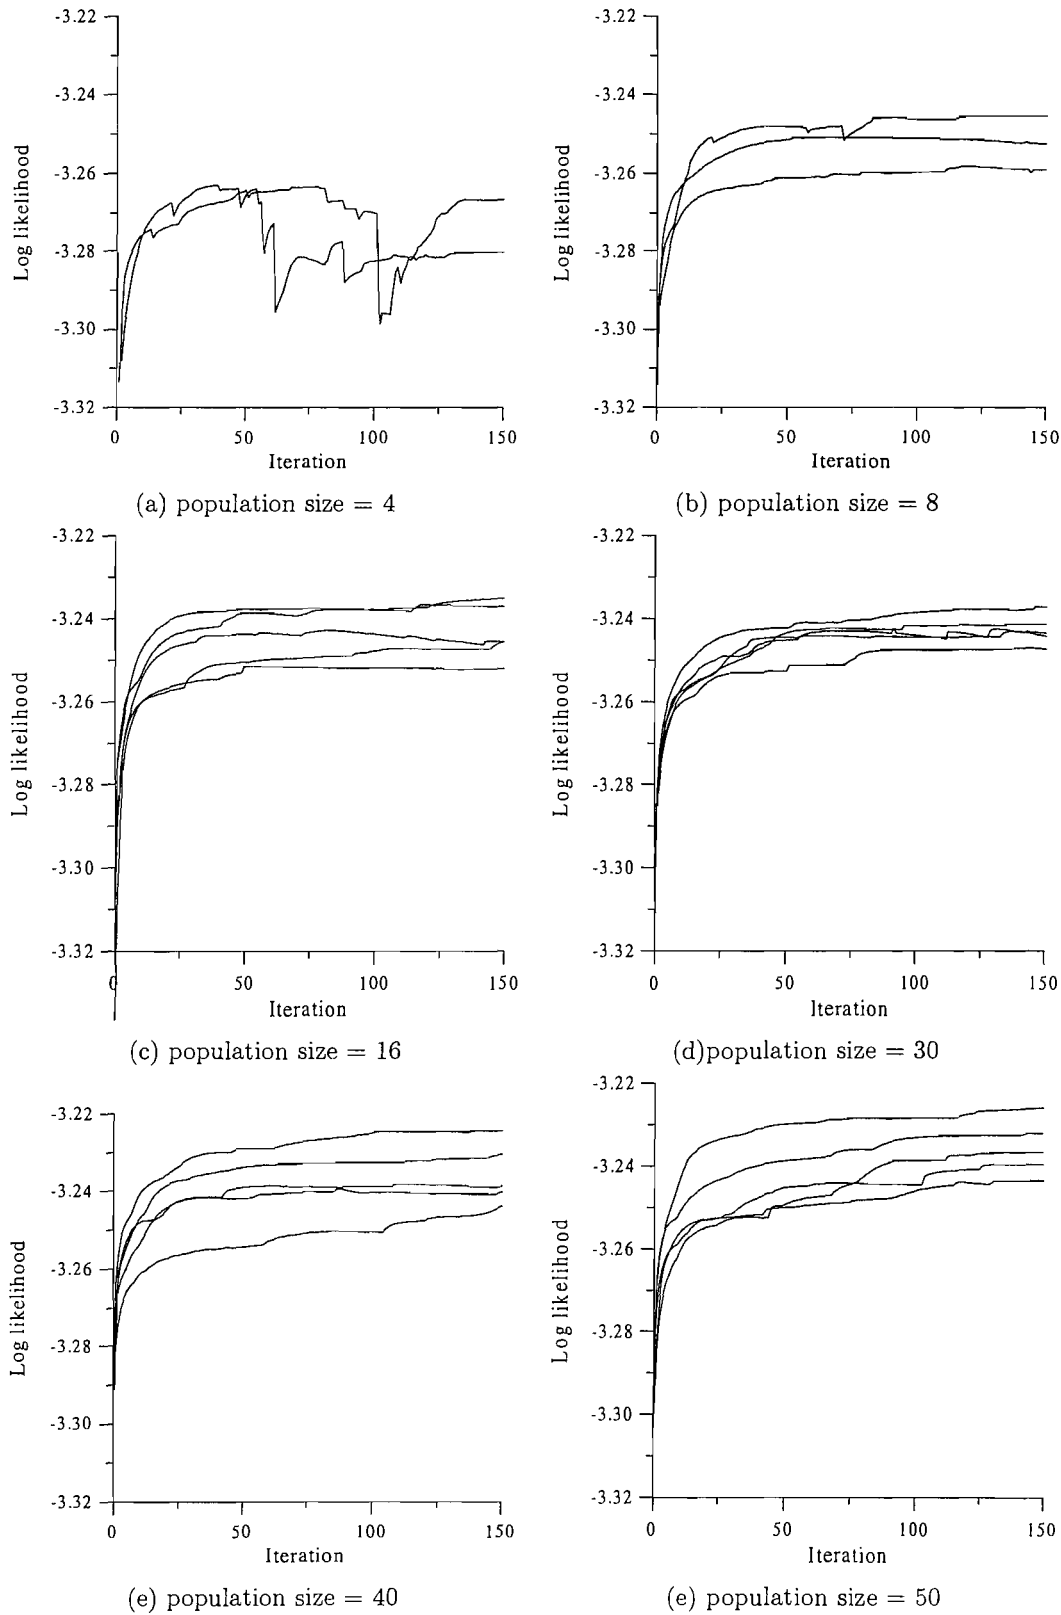 -3.22
-3.24
-3.26
-3.28
-3.30
-3.32
Log likelihood
0 50 100 150
Iteration
(a) population size = 4
-3.22
-3.24
-3.26
-3.28
-3.30
-3.32
Log likelihood
0 50 100 150
Iteration
(b) population size = 8
-3.22
-3.24
-3.26
-3.28
-3.30
-3.32
Log likelihood
0 50 100 150
Iteration
(c) population size = 16
-3.22
-3.24
-3.26
-3.28
-3.30
-3.32
Log likelihood
0 50 100 150
Iteration
(d)population size = 30
-3.22
-3.24
-3.26
-3.28
-3.30
-3.32
Log likelihood
0 50 100 150
Iteration
(e) population size = 40
-3.22
-3.24
-3.26
-3.28
-3.30
-3.32
Log likelihood
0 50 100 150
Iteration
(e) population size = 50